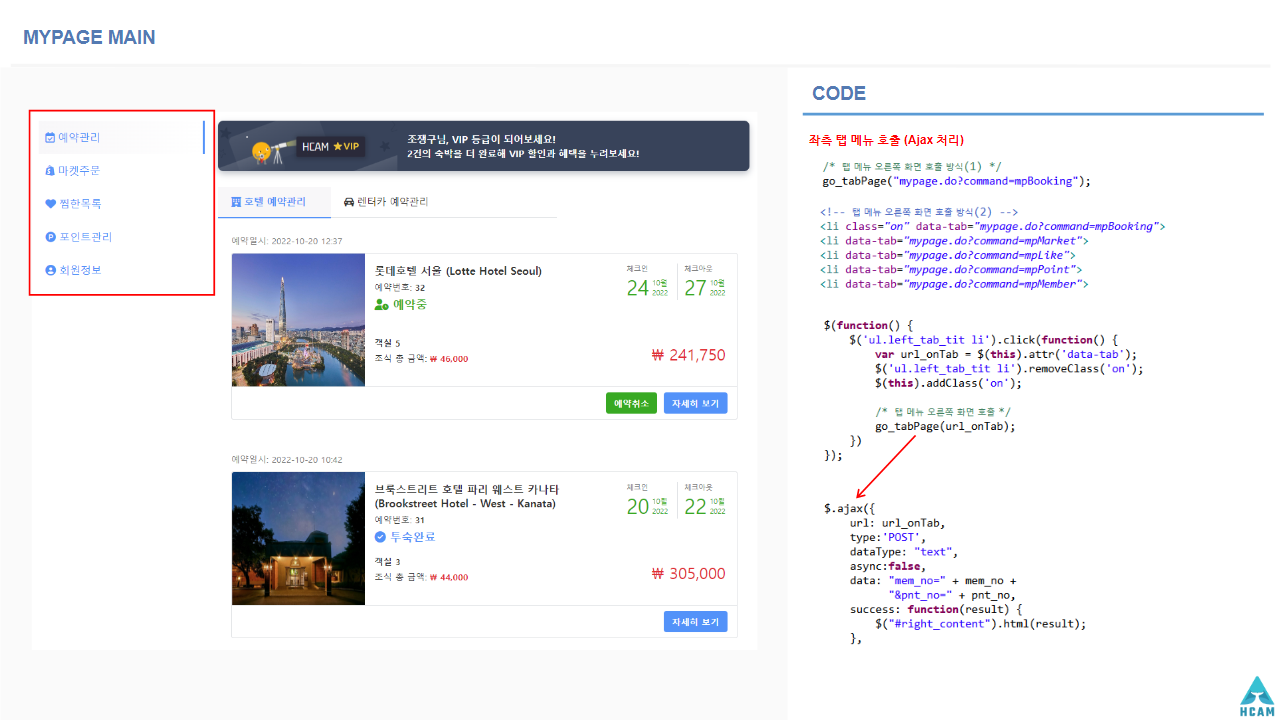 MYPAGE MAIN
예약관리
마켓주문
찜한목록
포인트관리
회원정보
HCAM ★VIP
조쟁구님, VIP 등급이 되어보세요!
2건의 숙박을 더 완료해 VIP 할인과 혜택을 누려보세요!
호텔 예약관리
렌터카 예약관리
예약일시: 2022-10-20 12:37
롯데호텔 서울 (Lotte Hotel Seoul)
예약번호: 32
예약중
객실 5
조식 총 금액: ₩ 46,000
체크인
24 10월 2022
체크아웃
27 10월 2022
₩ 241,750
예약취소
자세히 보기
예약일시: 2022-10-20 10:42
브룩스트리트 호텔 파리 웨스트 카나타
(Brookstreet Hotel - West - Kanata)
예약번호: 31
투숙완료
객실 3
조식 총 금액: ₩ 44,000
체크인
20 10월 2022
체크아웃
22 10월 2022
₩ 305,000
자세히 보기
CODE
좌측 탭 메뉴 호출 (Ajax 처리)
/* 탭 메뉴 오른쪽 화면 호출 방식(1) */
go_tabPage("mypage.do?command=mpBooking");
<!-- 탭 메뉴 오른쪽 화면 호출 방식(2) -->
<li class="on" data-tab="mypage.do?command=mpBooking">
<li data-tab="mypage.do?command=mpMarket">
<li data-tab="mypage.do?command=mpLike">
<li data-tab="mypage.do?command=mpPoint">
<li data-tab="mypage.do?command=mpMember">
$(function() {
$('ul.left_tab_tit li').click(function() {
var url_onTab = $(this).attr('data-tab');
$('ul.left_tab_tit li').removeClass('on');
$(this).addClass('on');
/* 탭 메뉴 오른쪽 화면 호출 */
go_tabPage(url_onTab);
})
});
$.ajax({
url: url_onTab,
type:'POST',
dataType: "text",
async:false,
data: "mem_no=" + mem_no +
"&pnt_no=" + pnt_no,
success: function(result) {
$("#right_content").html(result);
},
HCAM